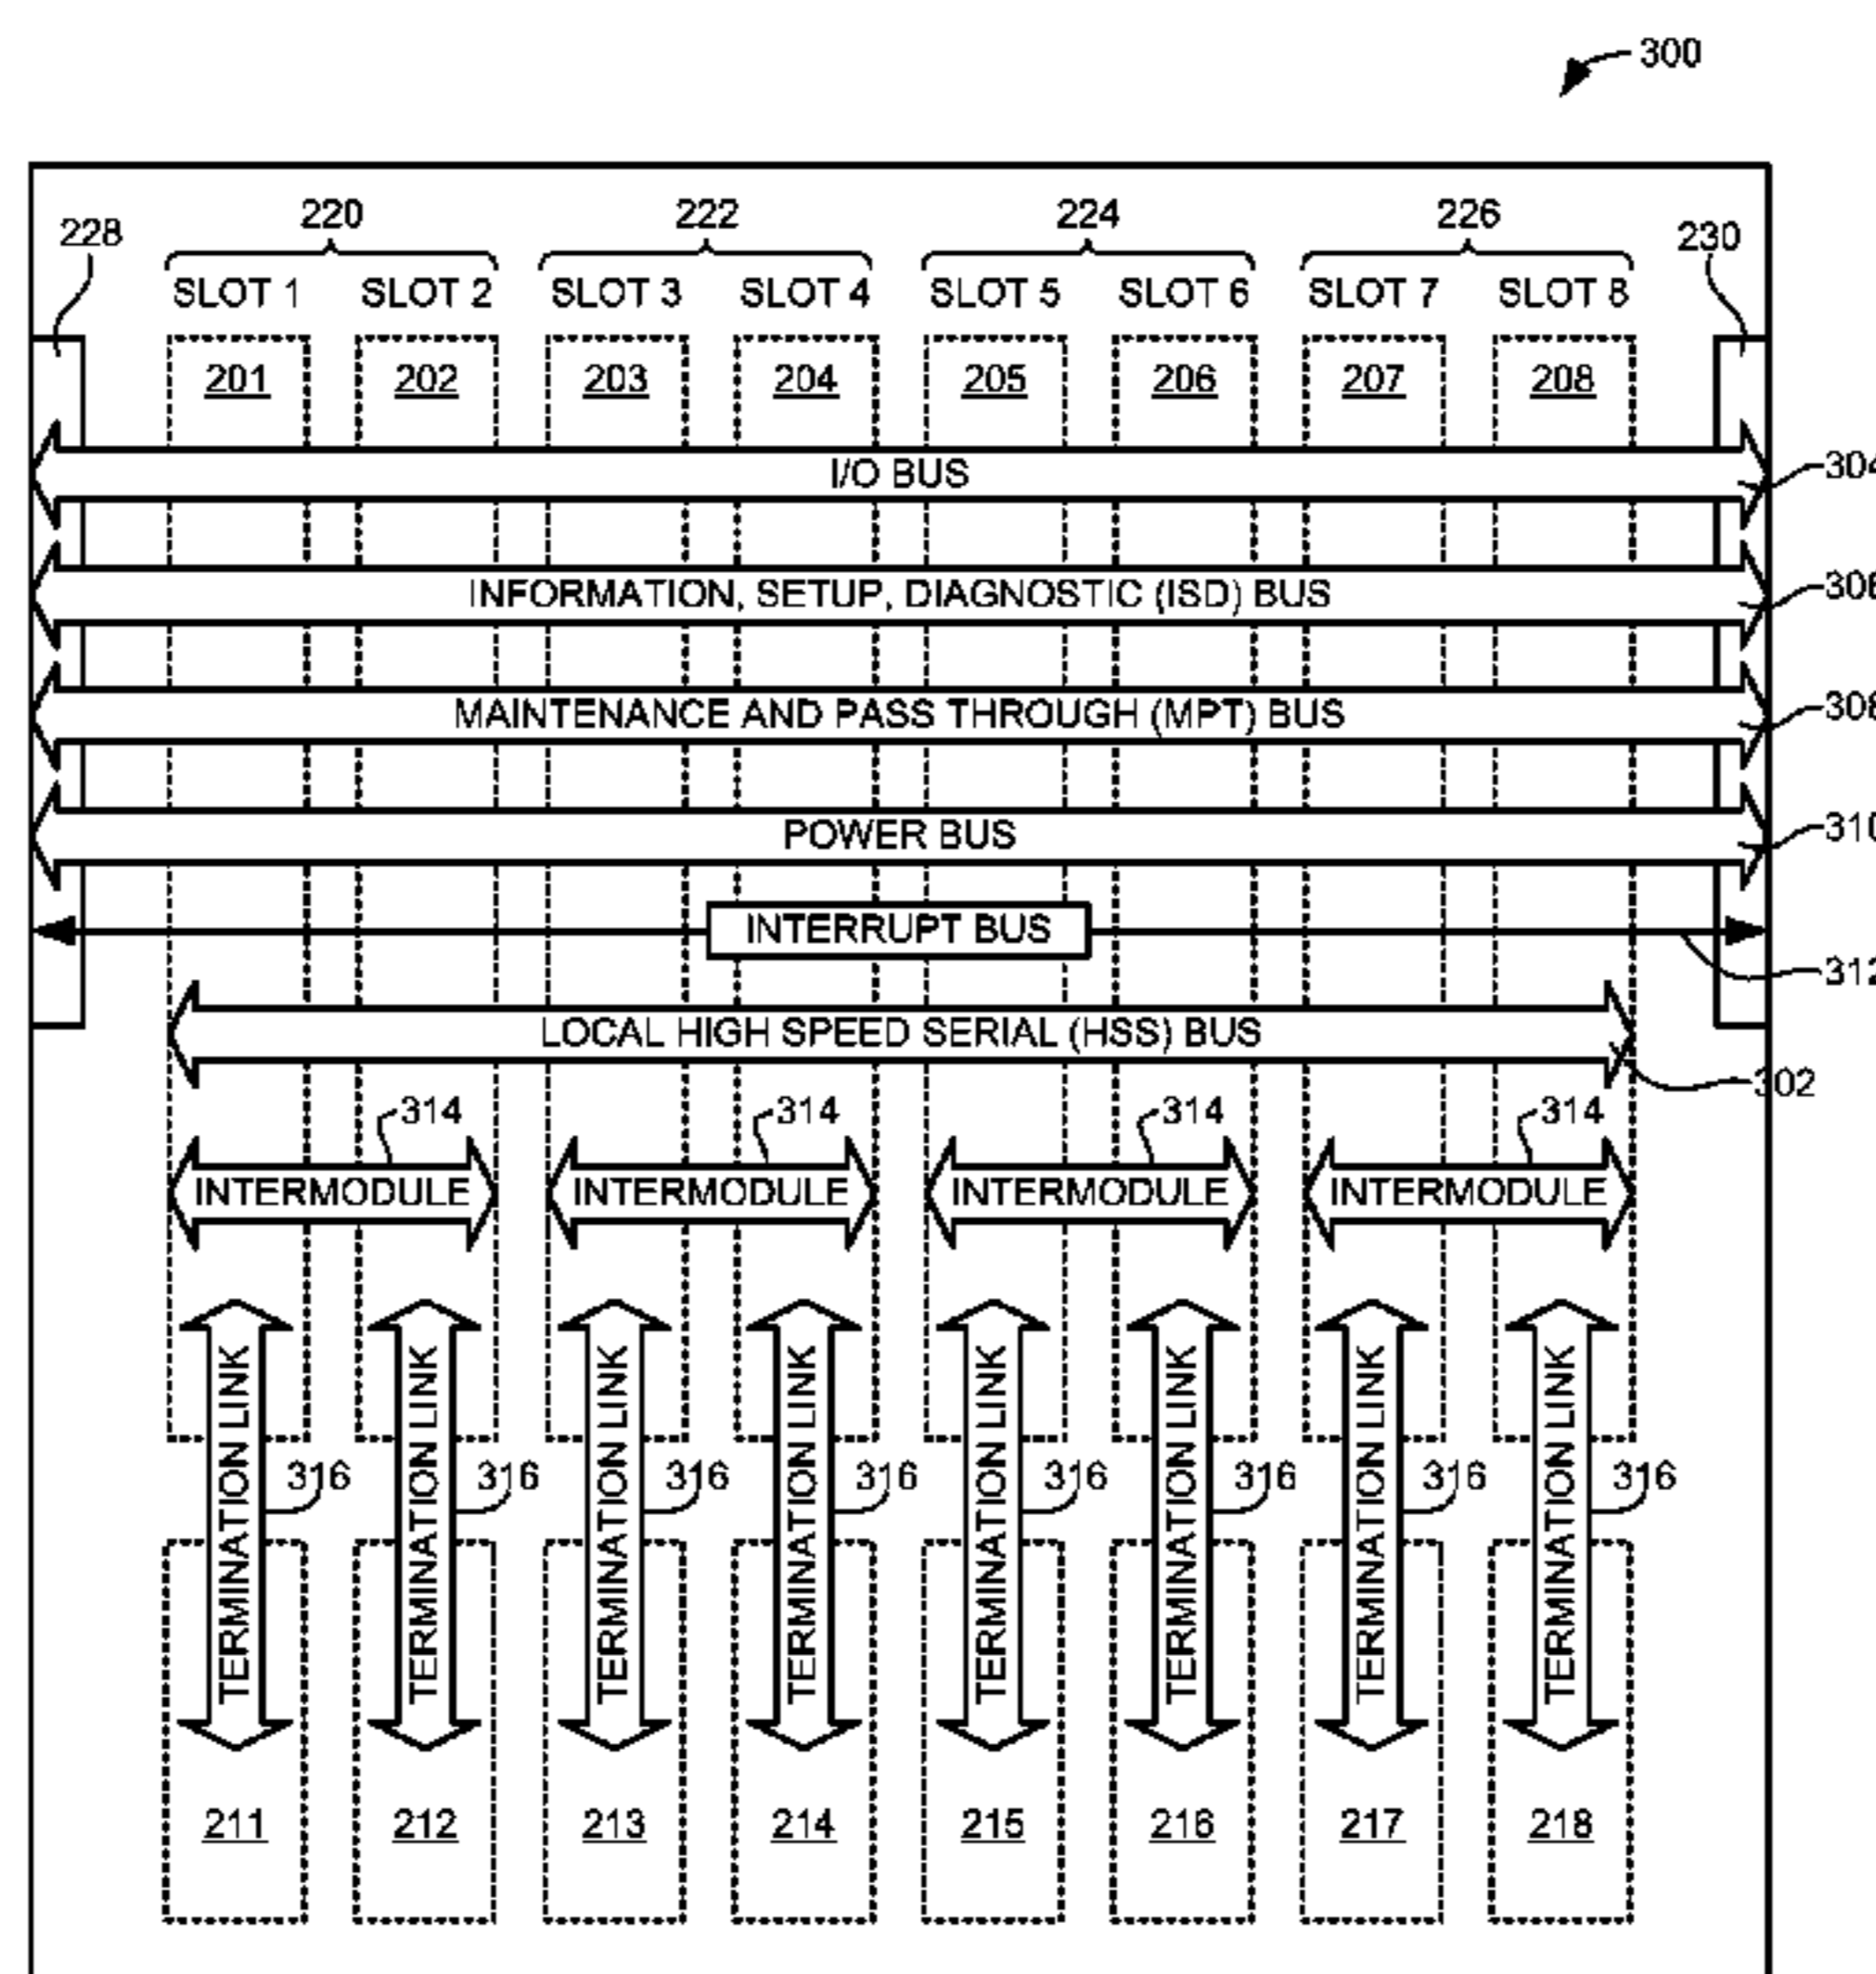 300
220 222 224 226
228 230
SLOT 1 SLOT 2 SLOT 3 SLOT 4 SLOT 5 SLOT 6 SLOT 7 SLOT 8
201 202 203 204 205 206 207 208
I/O BUS
304
INFORMATION, SETUP, DIAGNOSTIC (ISD) BUS
306
MAINTENANCE AND PASS THROUGH (MPT) BUS
308
POWER BUS
310
INTERRUPT BUS
312
LOCAL HIGH SPEED SERIAL (HSS) BUS
302
314 314 314 314
INTERMODULE INTERMODULE INTERMODULE INTERMODULE
TERMINATION LINK
TERMINATION LINK
TERMINATION LINK
TERMINATION LINK
TERMINATION LINK
TERMINATION LINK
TERMINATION LINK
TERMINATION LINK
316 316 316 316 316 316 316 316
211 212 213 214 215 216 217 218